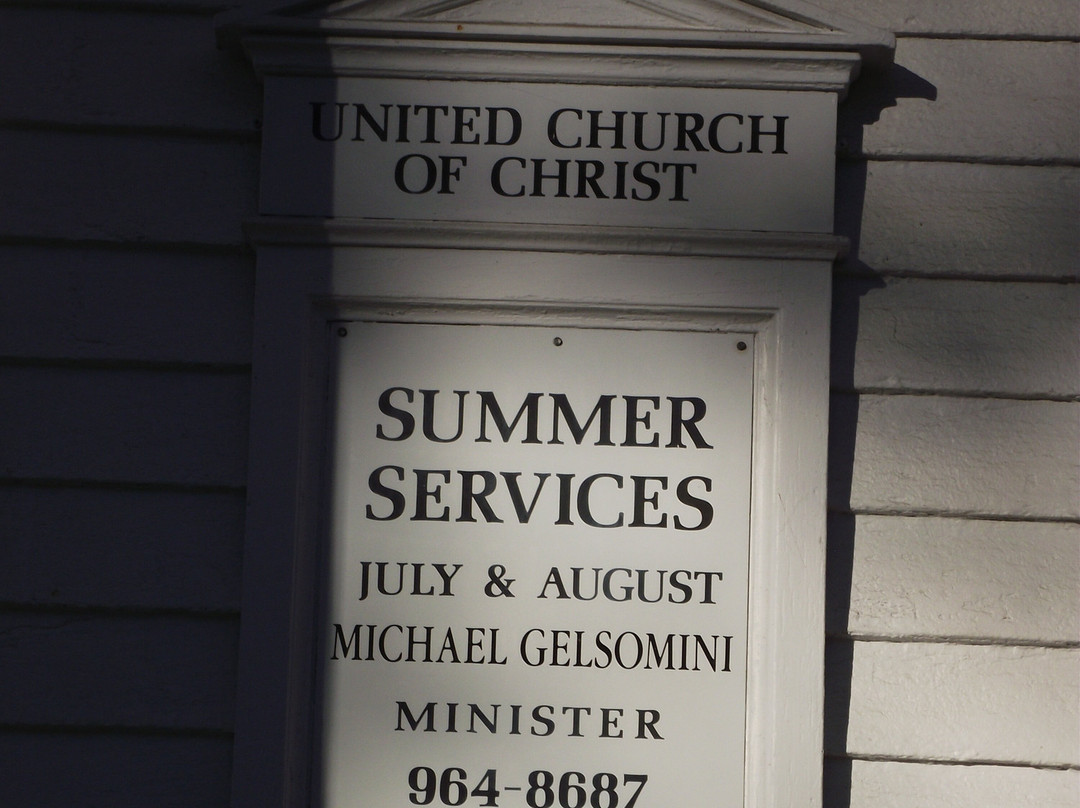 UNITED CHURCH
OF CHRIST
SUMMER
SERVICES
JULY & AUGUST
MICHAEL GELSOMINI
MINISTER
964-8687